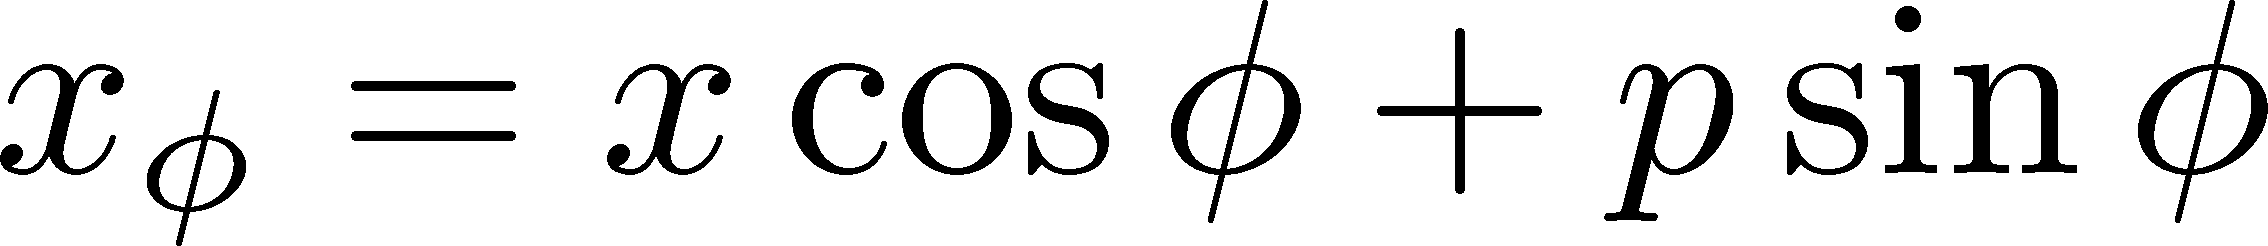 x_ϕ = x cos ϕ + p sin ϕ